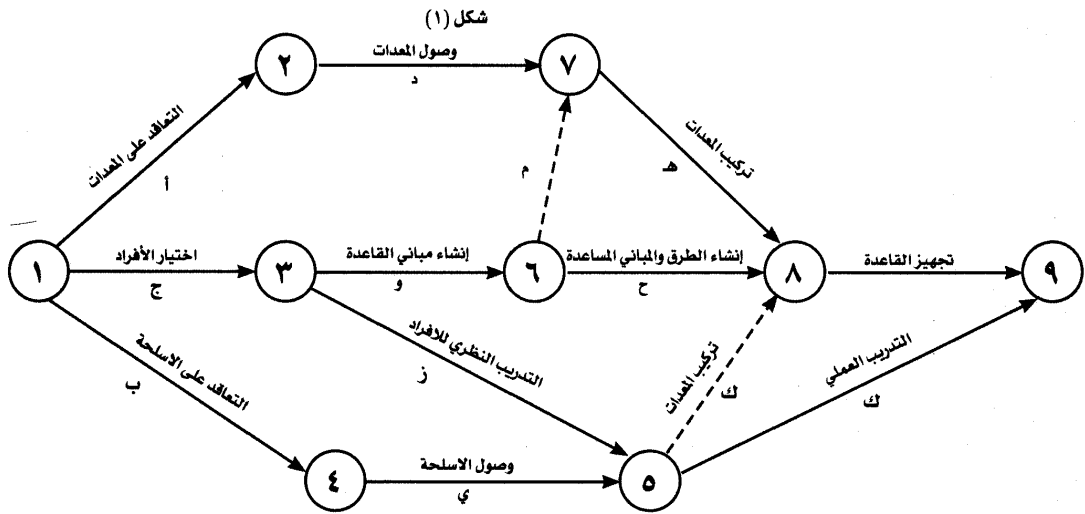 شكل (١)
٢
وصول المعدات
د
٧
التعاقد على المعدات
أ
تركيب المعدات
هـ
م
١
اختيار الأفراد
ج
٣
إنشاء مباني القاعدة
و
٦
إنشاء الطرق والمباني المساعدة
ح
٨
تجهيز القاعدة
٩
التعاقد على الاسلحة
ب
التدريب النظري للافراد
ز
تركيب المعدات
ك
التدريب العملي
ك
٤
وصول الاسلحة
ي
٥